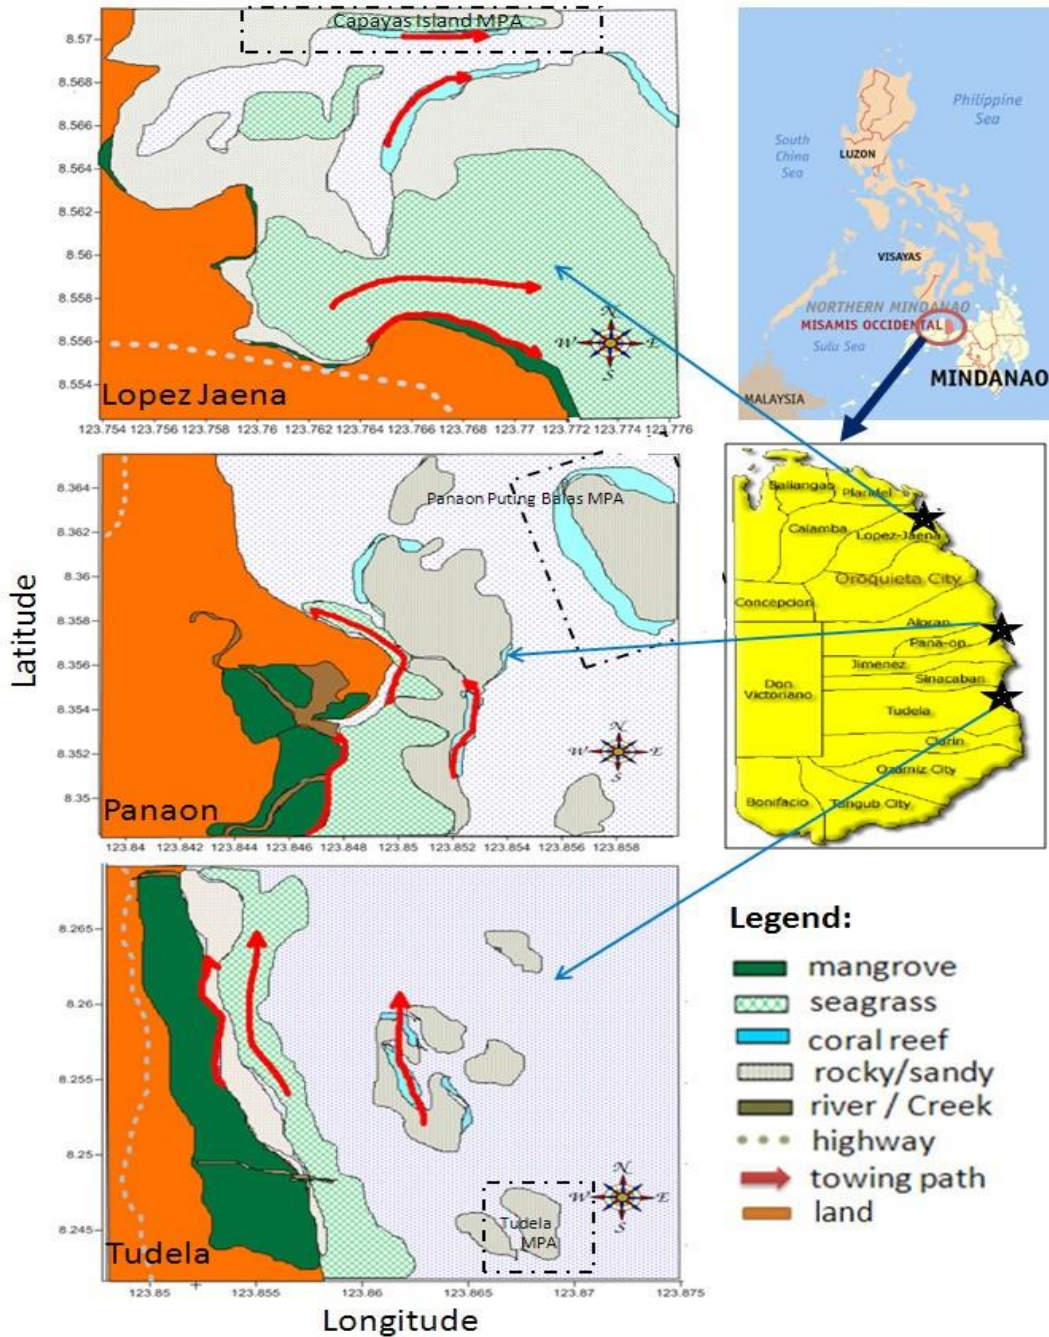 Capayas Island MPA
8.57
8.568
8.566
8.564
8.562
8.56
8.558
8.556
8.554
N
W E
S
Lopez Jaena
123.754 123.756 123.758 123.76 123.762 123.764 123.766 123.768 123.77 123.772 123.774 123.776
Philippine
Sea
South
China
Sea
LUZON
VISAYAS
NORTHERN MINDANAO
MISAMIS OCCIDENTAL
Sulu Sea
MINDANAO
MALAYSIA
Latitude
8.364
8.362
8.36
8.358
8.356
8.354
8.352
8.35
Panaon Puting Balas MPA
N
W E
S
Panaon
123.84 123.842 123.844 123.846 123.848 123.85 123.852 123.854 123.856 123.858
Baliangao
Plaridel
Calamba
Lopez-Jaena
Oroquieta City
Concepcion
Aloran
Pana-op
Jimenez
Sinacaban
Don
Victoriano
Tudela
Clarin
Ozamiz City
Bonifacio
Tangub City
8.265
8.26
8.255
8.25
8.245
N
W E
S
Tudela
MPA
Tudela
123.85 123.855 123.86 123.865 123.87 123.875
Longitude
Legend:
mangrove
seagrass
coral reef
rocky/sandy
river / Creek
highway
towing path
land